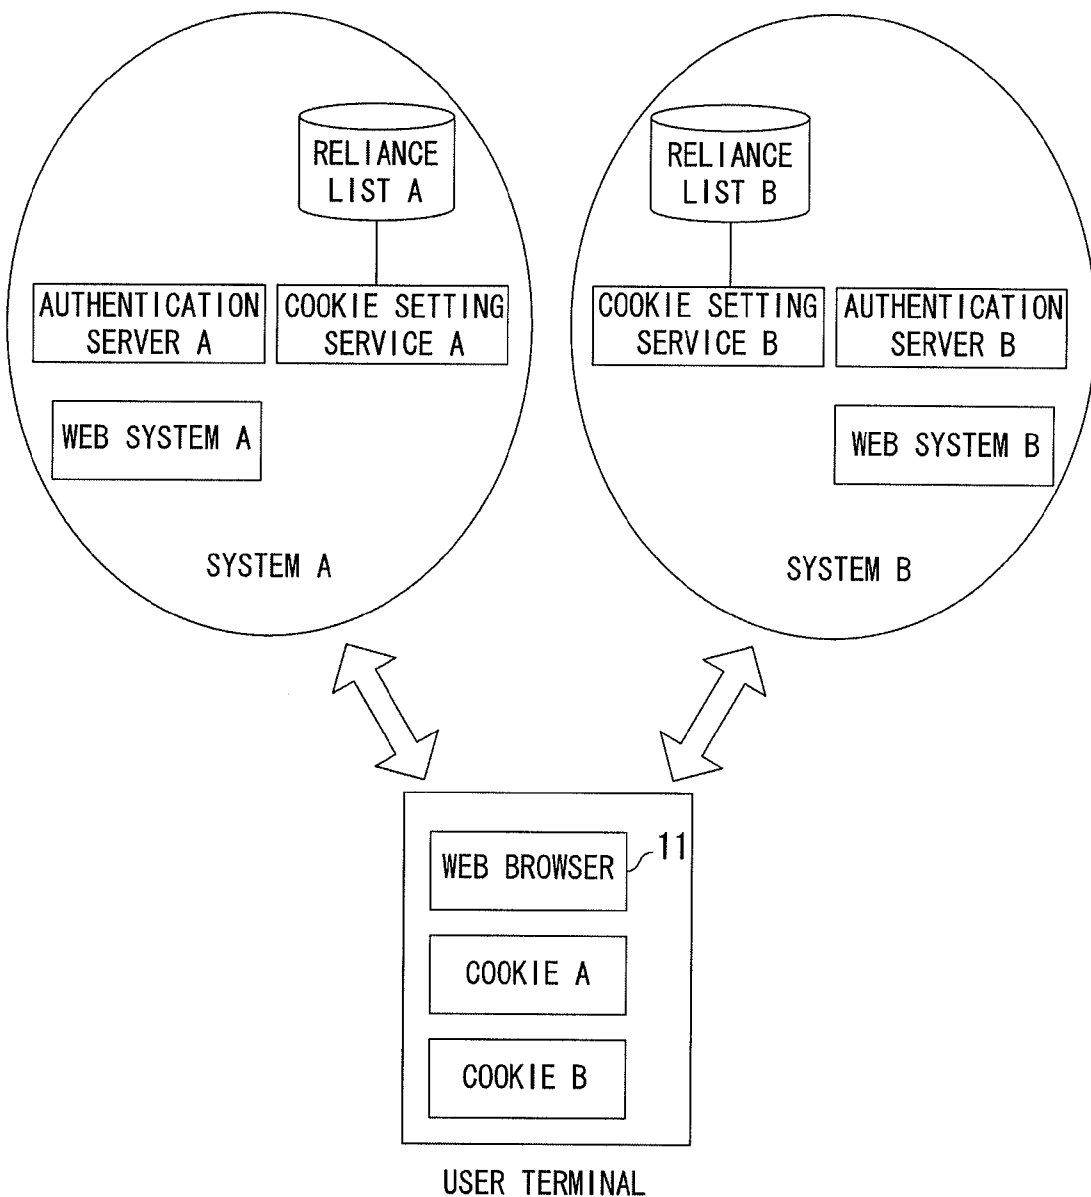 RELIANCE
LIST A
AUTHENTICATION
SERVER A
COOKIE SETTING
SERVICE A
WEB SYSTEM A
SYSTEM A
RELIANCE
LIST B
COOKIE SETTING
SERVICE B
AUTHENTICATION
SERVER B
WEB SYSTEM B
SYSTEM B
WEB BROWSER
11
COOKIE A
COOKIE B
USER TERMINAL